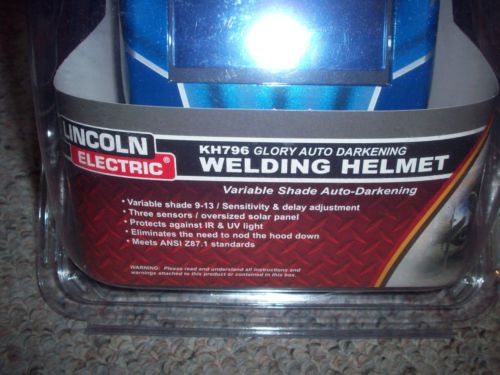 LINCOLN
ELECTRIC®
KH796 GLORY AUTO DARKENING
WELDING HELMET
Variable Shade Auto-Darkening
• Variable shade 9-13 / Sensitivity & delay adjustment
• Three sensors / oversized solar panel
• Protects against IR & UV light
• Eliminates the need to nod the hood down
• Meets ANSI Z87.1 standards
WARNING: Please read and understand all instructions and
warnings attached to this product or contained in this box.